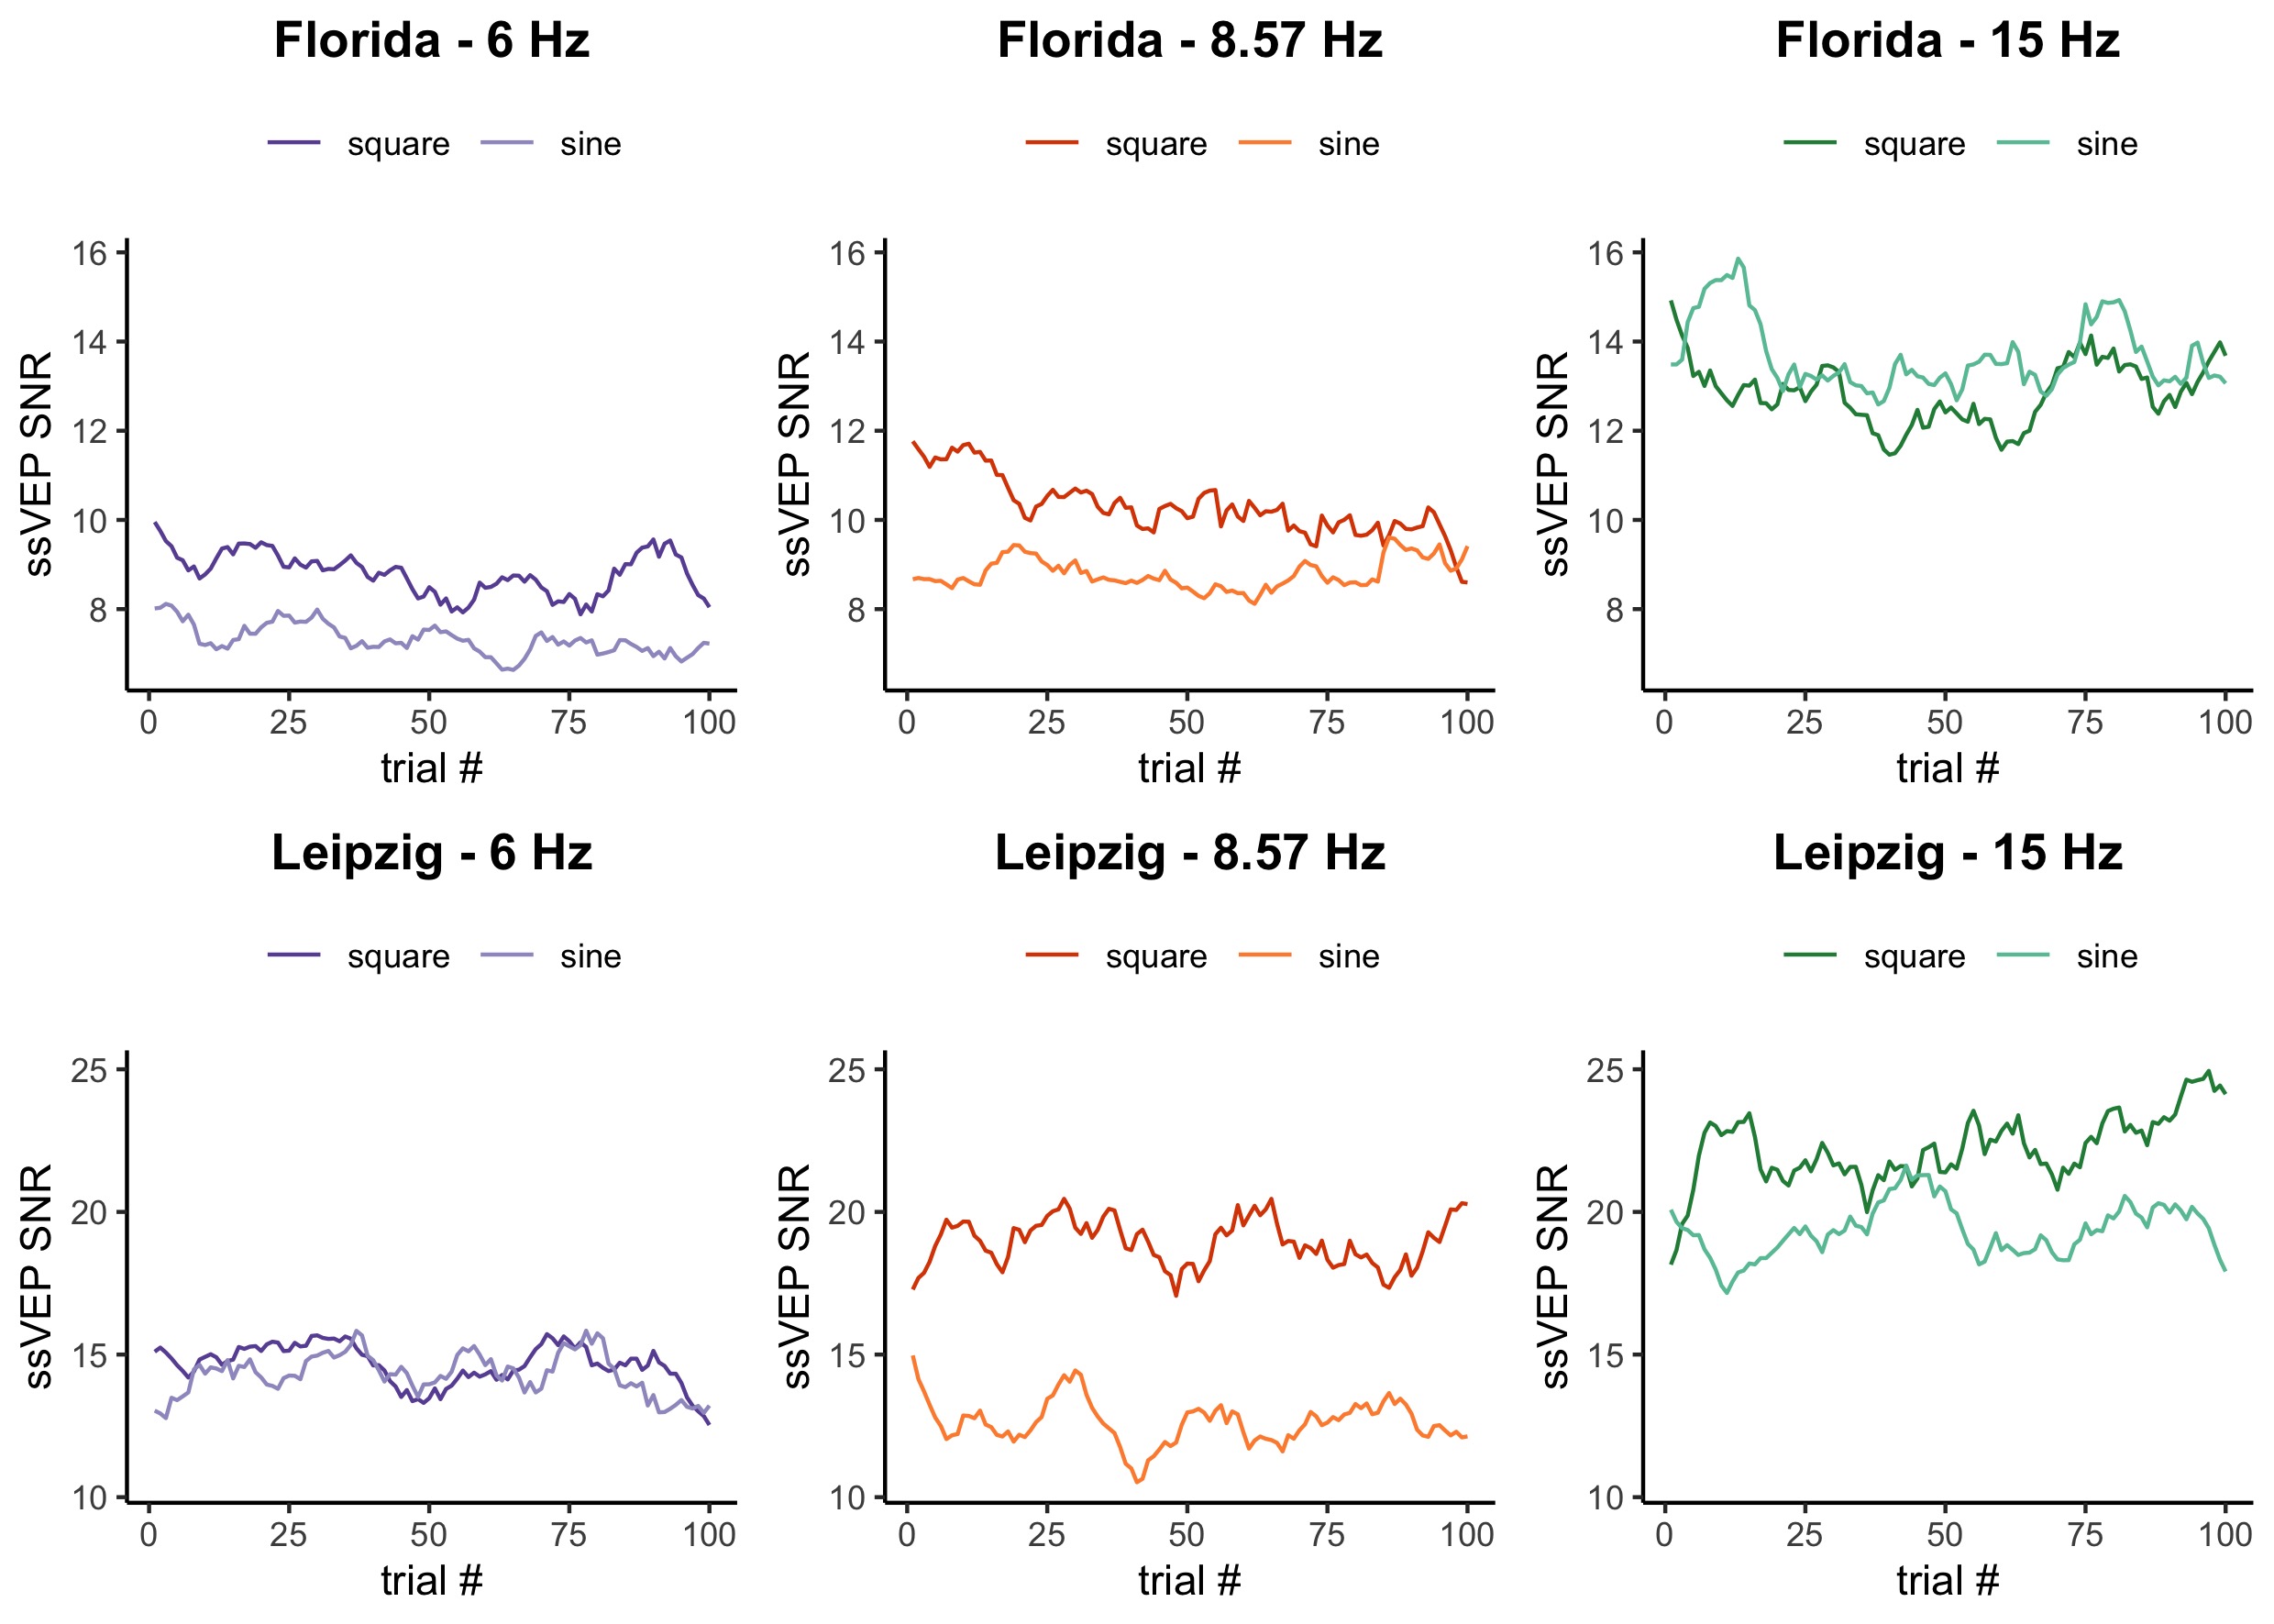 Florida - 6 Hz
square sine
16
14
12
10
8
ssVEP SNR
0 25 50 75 100
trial #
Florida - 8.57 Hz
square sine
16
14
12
10
8
ssVEP SNR
0 25 50 75 100
trial #
Florida - 15 Hz
square sine
16
14
12
10
8
ssVEP SNR
0 25 50 75 100
trial #
Leipzig - 6 Hz
square sine
25
20
15
10
ssVEP SNR
0 25 50 75 100
trial #
Leipzig - 8.57 Hz
square sine
25
20
15
10
ssVEP SNR
0 25 50 75 100
trial #
Leipzig - 15 Hz
square sine
25
20
15
10
ssVEP SNR
0 25 50 75 100
trial #